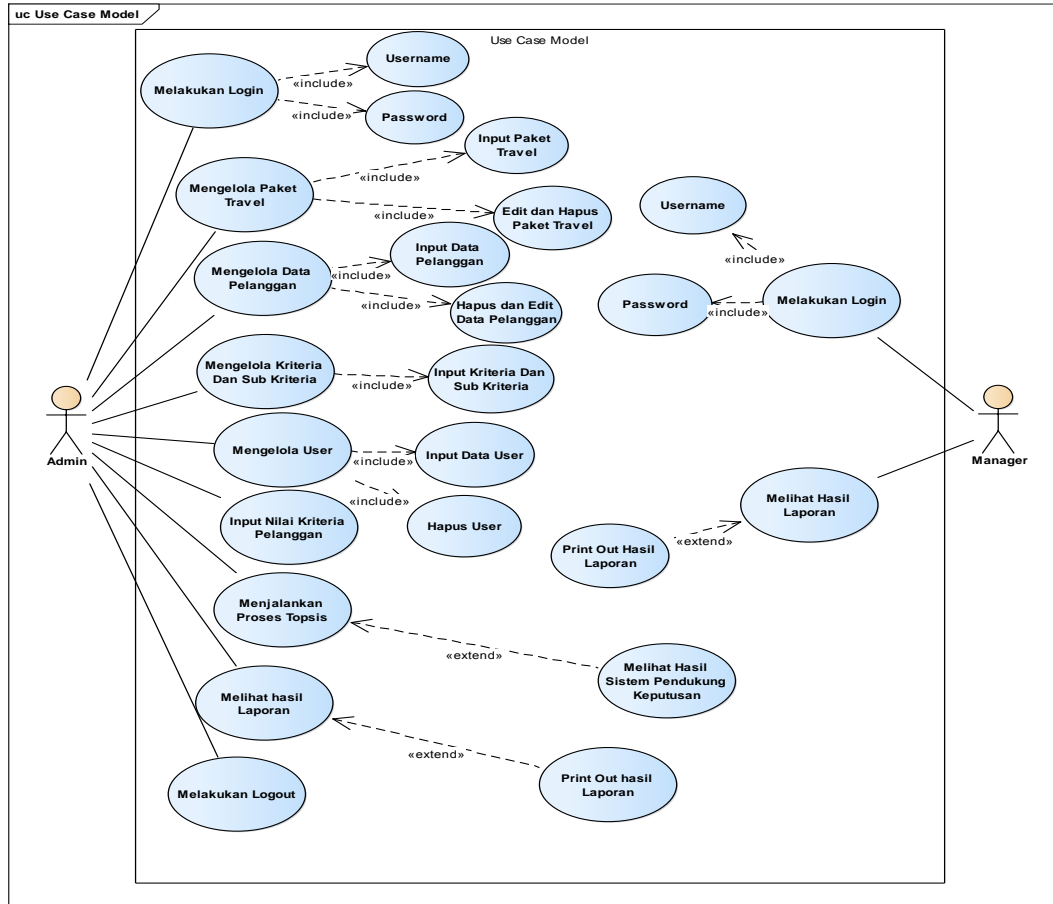 uc Use Case Model
Use Case Model
Melakukan Login
«include»
Username
«include»
Password
Mengelola Paket
Travel
«include»
Input Paket
Travel
«include»
Edit dan Hapus
Paket Travel
Mengelola Data
Pelanggan
«include»
Input Data
Pelanggan
«include»
Hapus dan Edit
Data Pelanggan
Mengelola Kriteria
Dan Sub Kriteria
«include»
Input Kriteria Dan
Sub Kriteria
Admin
Mengelola User
«include»
Input Data User
«include»
Hapus User
Input Nilai Kriteria
Pelanggan
Menjalankan
Proses Topsis
«extend»
Melihat Hasil
Sistem Pendukung
Keputusan
Melihat hasil
Laporan
«extend»
Print Out hasil
Laporan
Melakukan Logout
Username
«include»
Password
«include»
Melakukan Login
Manager
Melihat Hasil
Laporan
«extend»
Print Out Hasil
Laporan